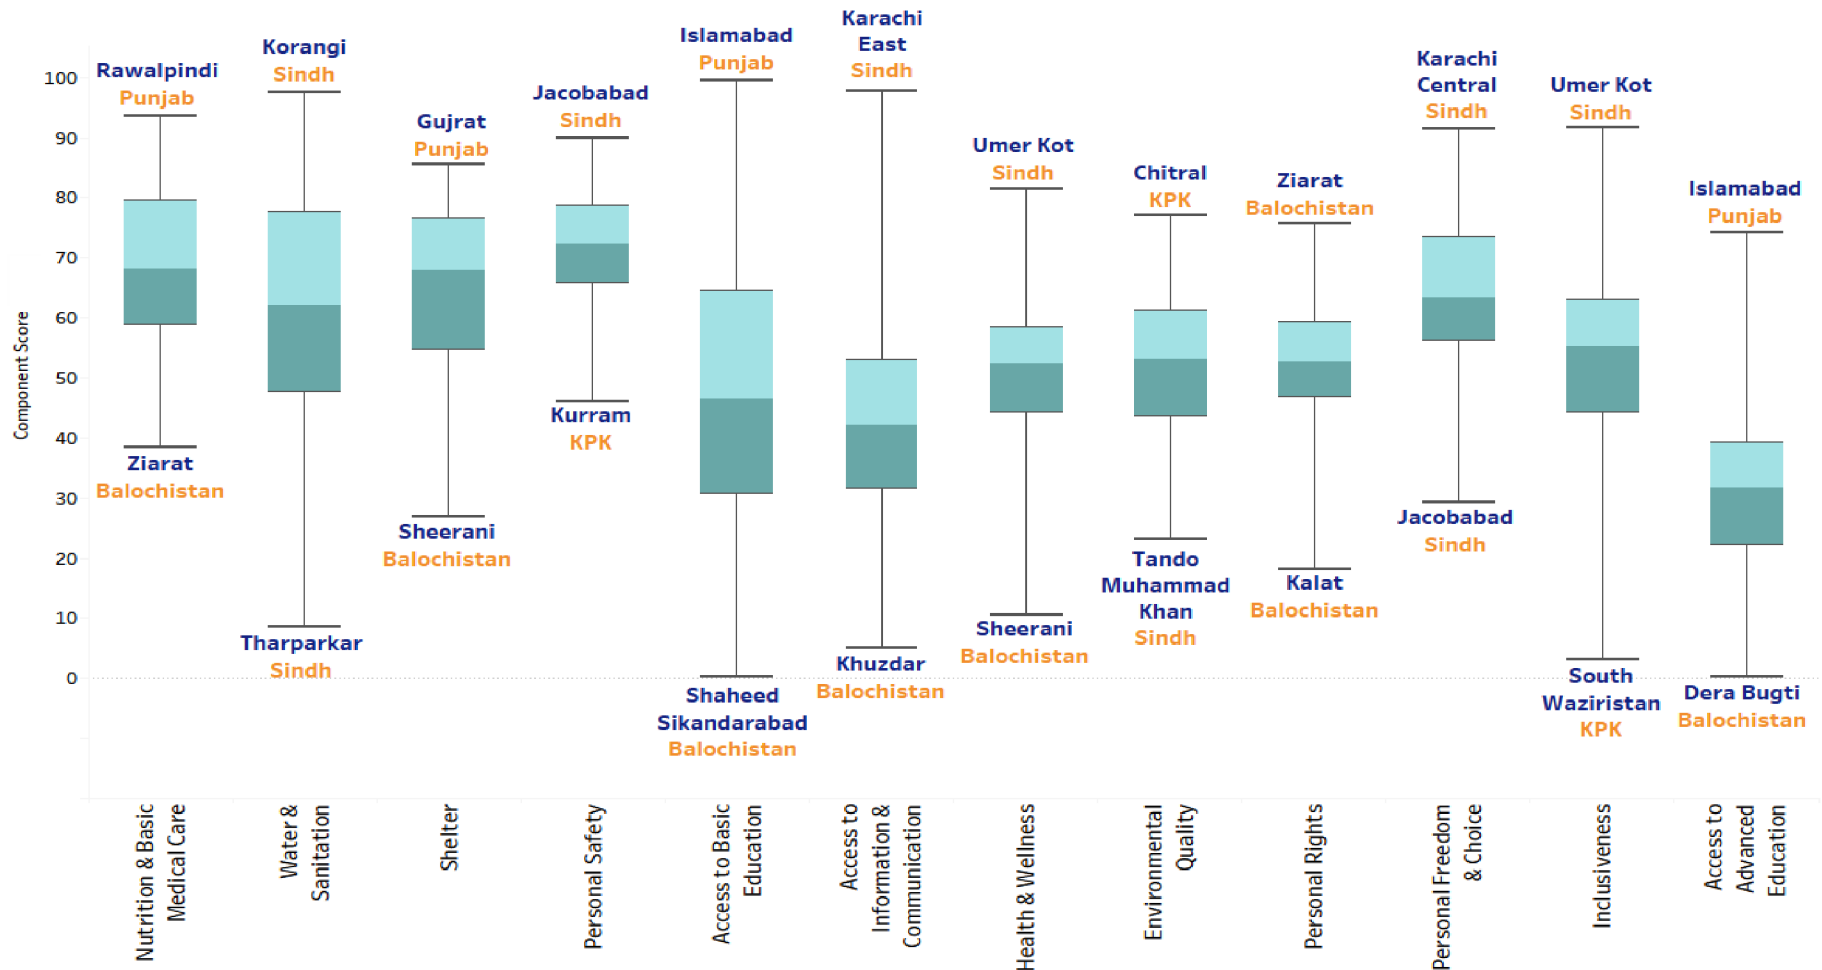 Component Score
100
90
80
70
60
50
40
30
20
10
0
Rawalpindi
Punjab
Ziarat
Balochistan
Korangi
Sindh
Tharparkar
Sindh
Gujrat
Punjab
Sheerani
Balochistan
Jacobabad
Sindh
Kurram
KPK
Islamabad
Punjab
Shaheed
Sikandarabad
Balochistan
Karachi
East
Sindh
Khuzdar
Balochistan
Umer Kot
Sindh
Sheerani
Balochistan
Chitral
KPK
Tando
Muhammad
Khan
Sindh
Ziarat
Balochistan
Kalat
Balochistan
Karachi
Central
Sindh
Jacobabad
Sindh
Umer Kot
Sindh
South
Waziristan
KPK
Islamabad
Punjab
Dera Bugti
Balochistan
Nutrition & Basic
Medical Care
Water &
Sanitation
Shelter
Personal Safety
Access to Basic
Education
Access to
Information &
Communication
Health & Wellness
Environmental
Quality
Personal Rights
Personal Freedom
& Choice
Inclusiveness
Access to
Advanced
Education